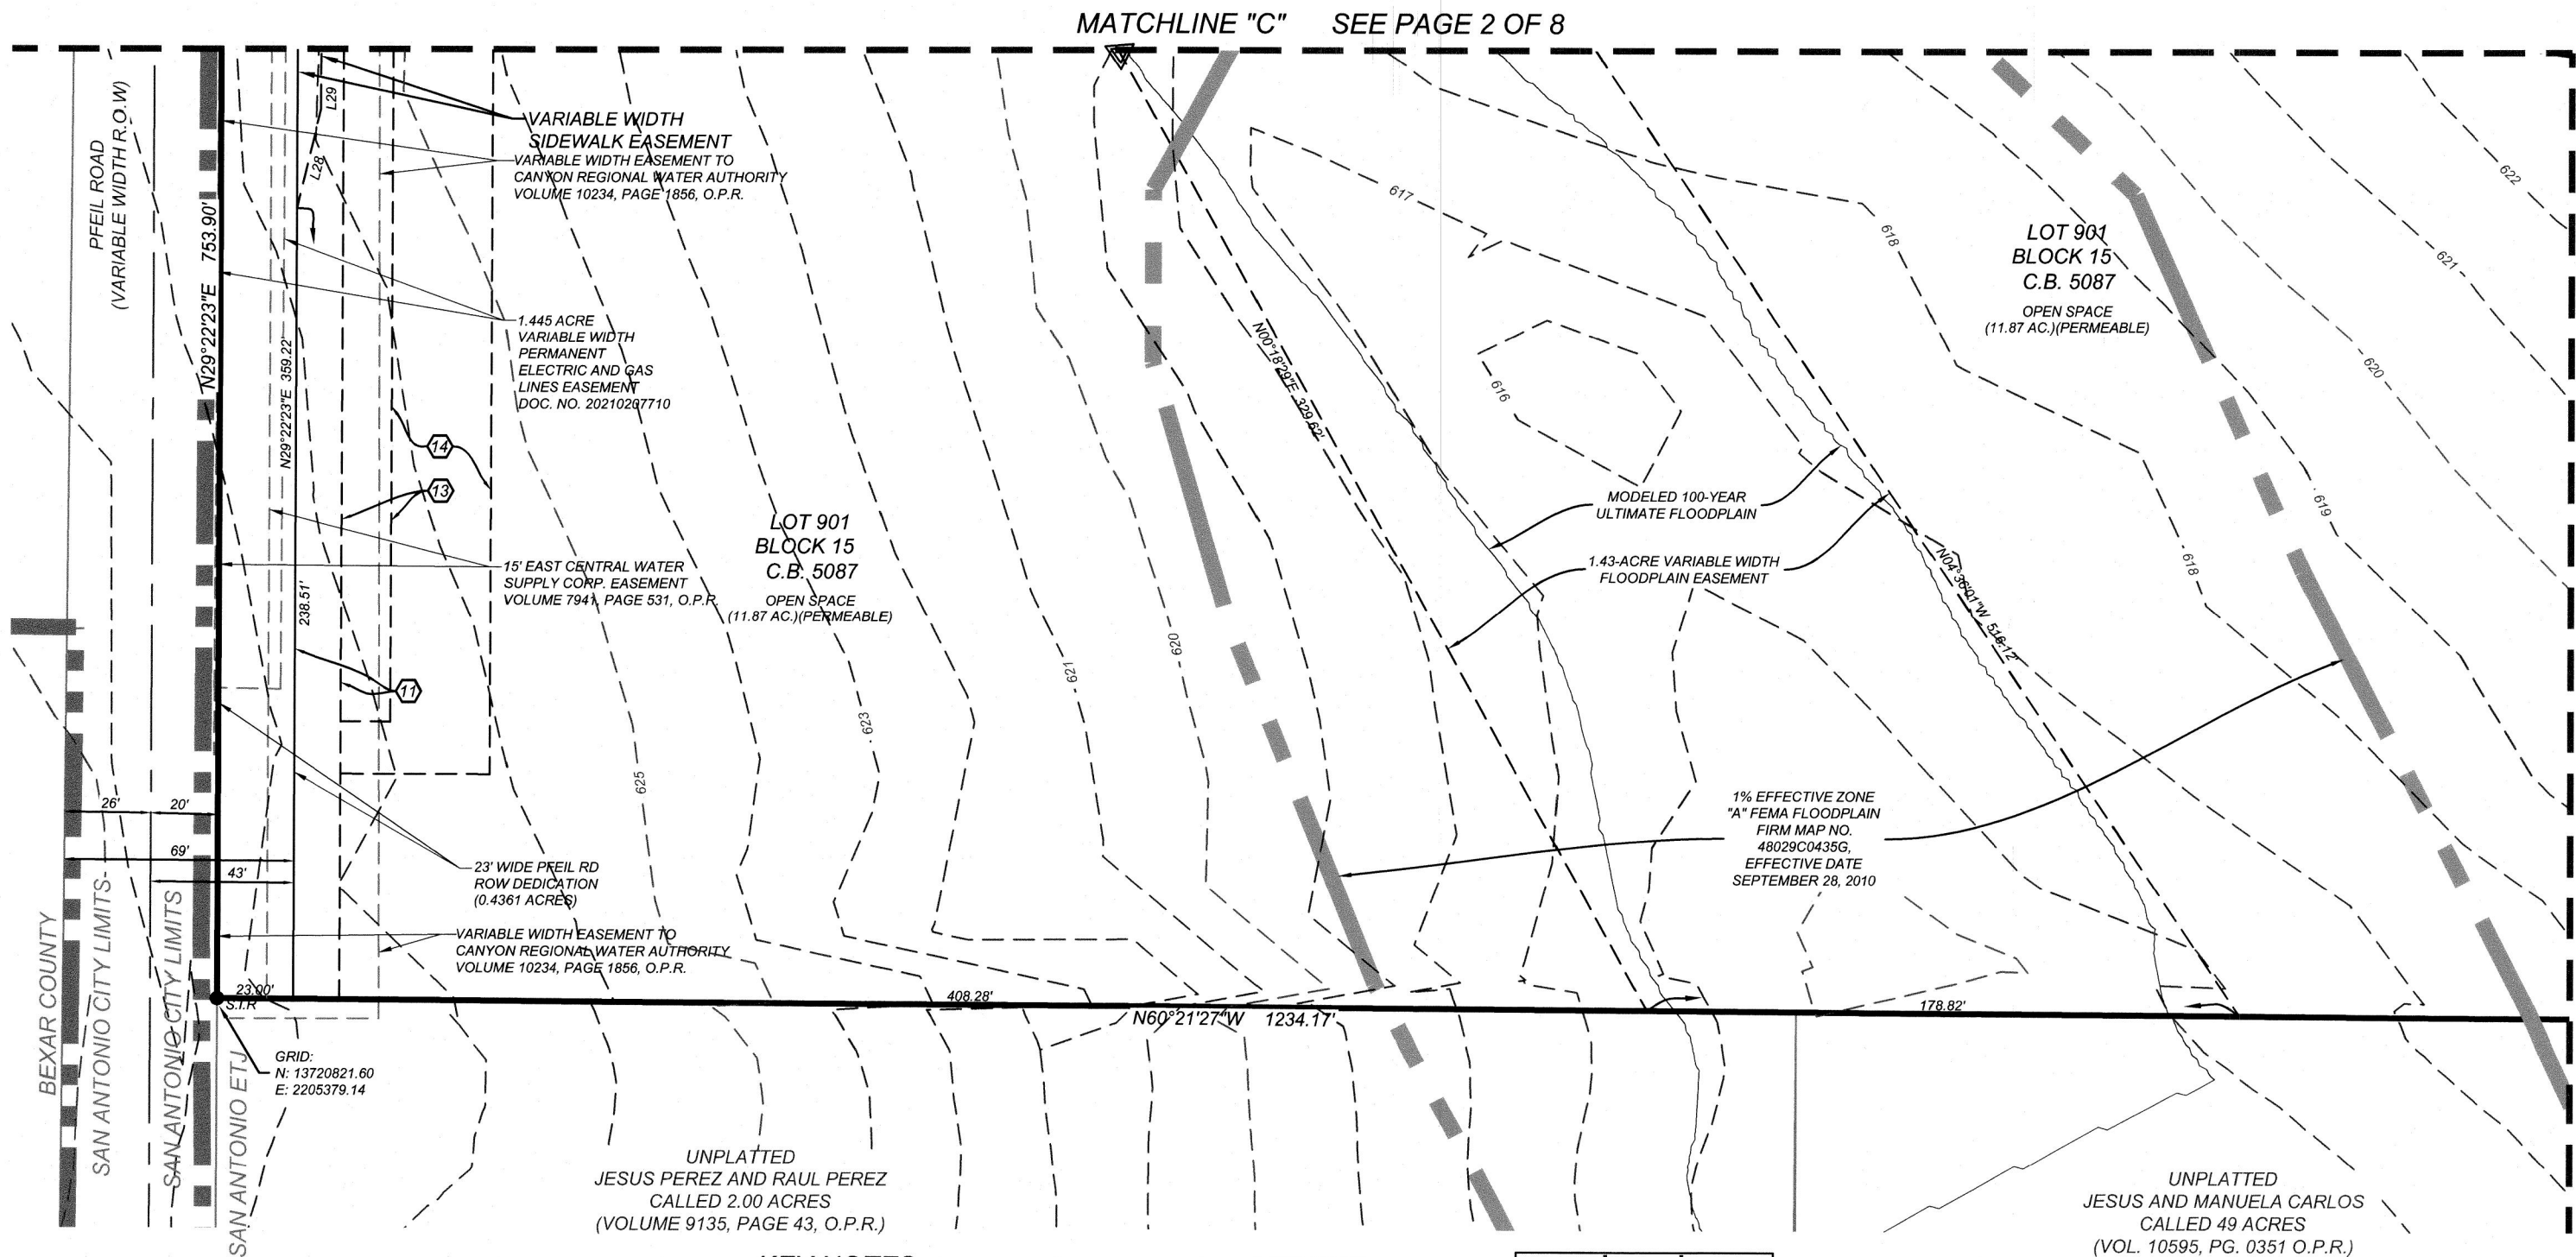 MATCHLINE "C" SEE PAGE 2 OF 8
PFEIL ROAD
(VARIABLE WIDTH R.O.W)
N29°22'23"E 753.90'
L29
L28
VARIABLE WIDTH
SIDEWALK EASEMENT
VARIABLE WIDTH EASEMENT TO
CANYON REGIONAL WATER AUTHORITY
VOLUME 10234, PAGE 1856, O.P.R.
1.445 ACRE
VARIABLE WIDTH
PERMANENT
ELECTRIC AND GAS
LINES EASEMENT
DOC. NO. 20210207710
N29°22'23"E 359.22'
238.51'
14
13
11
15' EAST CENTRAL WATER
SUPPLY CORP. EASEMENT
VOLUME 7941, PAGE 531, O.P.R.
LOT 901
BLOCK 15
C.B. 5087
OPEN SPACE
(11.87 AC.)(PERMEABLE)
625
623
621
620
N00°18'29"E 329.62'
617
616
618
622
621
620
619
618
LOT 901
BLOCK 15
C.B. 5087
OPEN SPACE
(11.87 AC.)(PERMEABLE)
MODELED 100-YEAR
ULTIMATE FLOODPLAIN
1.43-ACRE VARIABLE WIDTH
FLOODPLAIN EASEMENT
N04°36'01"W 516.12'
1% EFFECTIVE ZONE
"A" FEMA FLOODPLAIN
FIRM MAP NO.
48029C0435G,
EFFECTIVE DATE
SEPTEMBER 28, 2010
26'
20'
69'
43'
23' WIDE PFEIL RD
ROW DEDICATION
(0.4361 ACRES)
VARIABLE WIDTH EASEMENT TO
CANYON REGIONAL WATER AUTHORITY
VOLUME 10234, PAGE 1856, O.P.R.
BEXAR COUNTY
SAN ANTONIO CITY LIMITS
SAN ANTONIO CITY LIMITS
SAN ANTONIO ETJ
23.00'
S.I.R
408.28'
N60°21'27"W 1234.17'
178.82'
GRID:
N: 13720821.60
E: 2205379.14
UNPLATTED
JESUS PEREZ AND RAUL PEREZ
CALLED 2.00 ACRES
(VOLUME 9135, PAGE 43, O.P.R.)
UNPLATTED
JESUS AND MANUELA CARLOS
CALLED 49 ACRES
(VOL. 10595, PG. 0351 O.P.R.)